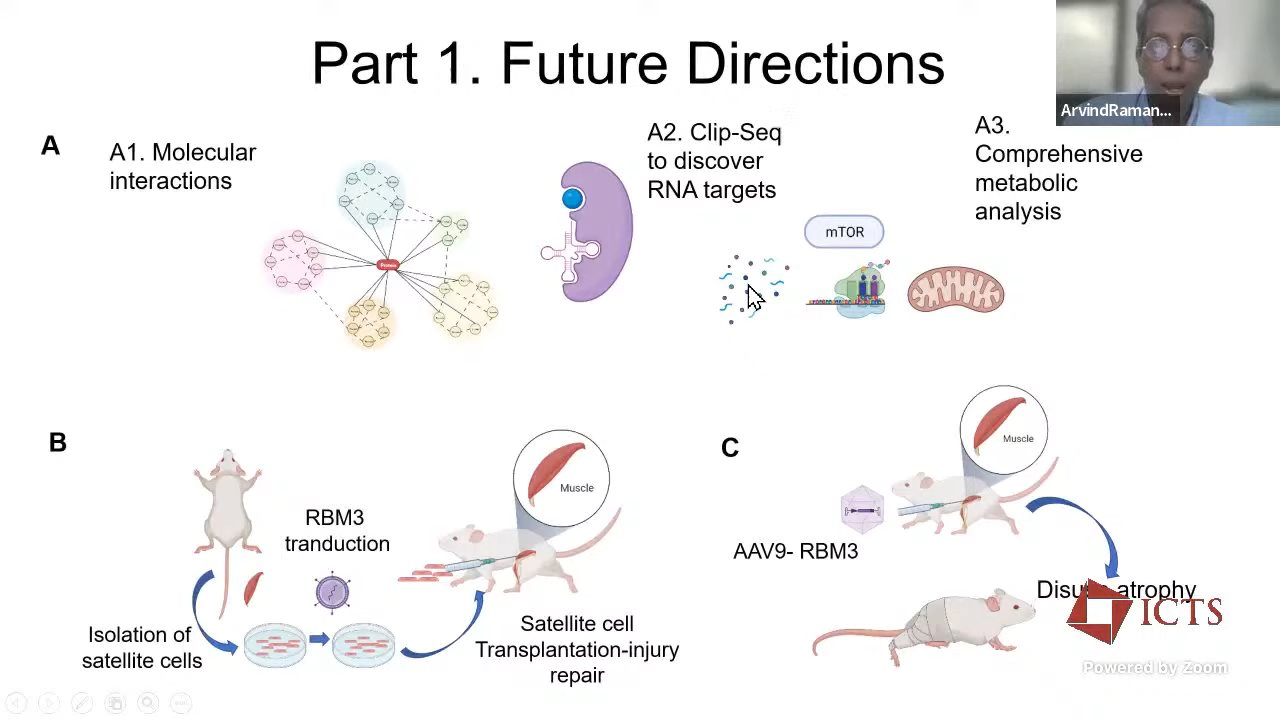 Part 1. Future Directions
ArvindRaman...
A
A1. Molecular
interactions
Protein
A2. Clip-Seq
to discover
RNA targets
A3.
Comprehensive
metabolic
analysis
mTOR
B
RBM3
tranduction
Muscle
Isolation of
satellite cells
Satellite cell
Transplantation-injury
repair
C
Muscle
AAV9- RBM3
atrophy
ICTS
Powered by Zoom